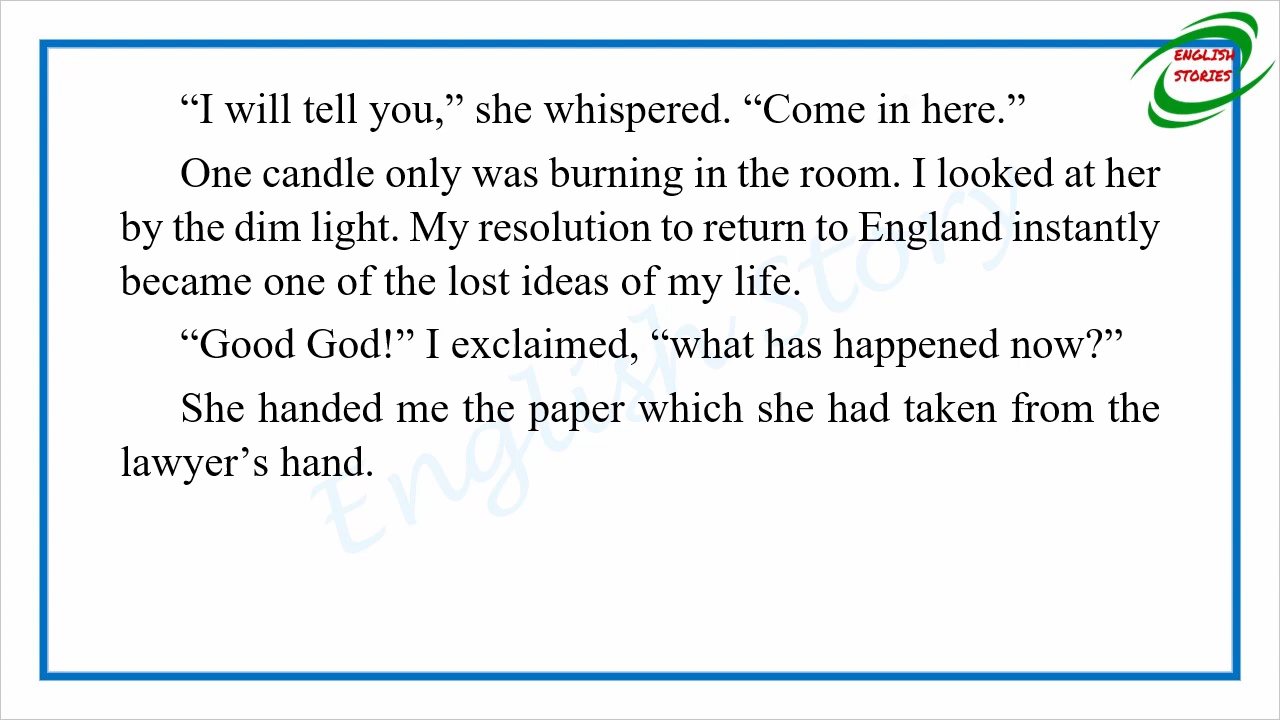 ENGLISH
STORIES
“I will tell you,” she whispered. “Come in here.”
One candle only was burning in the room. I looked at her
by the dim light. My resolution to return to England instantly
became one of the lost ideas of my life.
“Good God!” I exclaimed, “what has happened now?”
She handed me the paper which she had taken from the
lawyer’s hand.
English Story